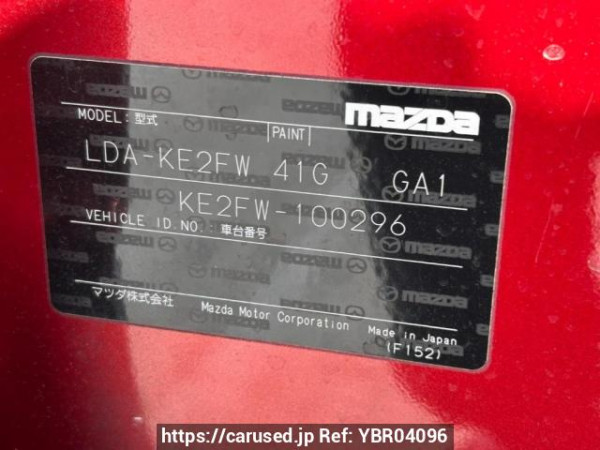 mazda
MODEL: 型式 PAINT
LDA-KE2FW 41G GA1
KE2FW-100296
VEHICLE ID.NO.: 車台番号
マツダ株式会社 Mazda Motor Corporation Made in Japan
(F152)
https://carused.jp Ref: YBR04096